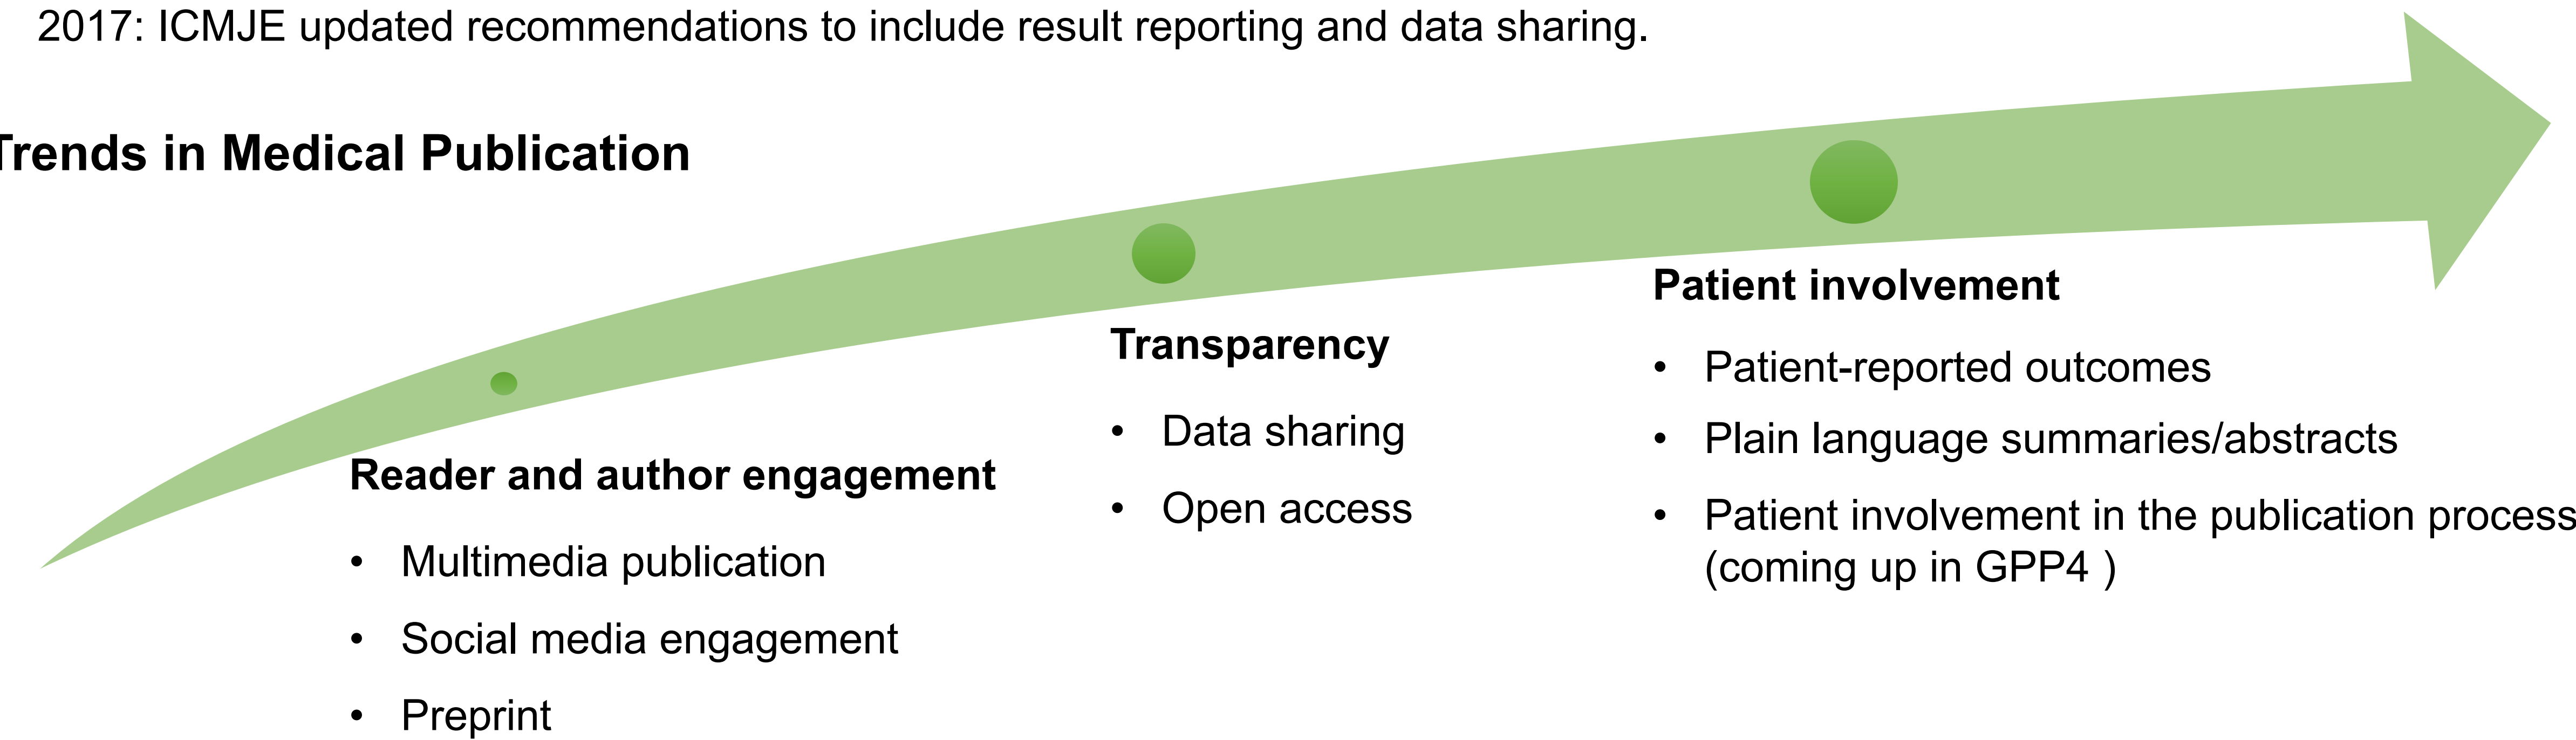 2017: ICMJE updated recommendations to include result reporting and data sharing.
Trends in Medical Publication
Reader and author engagement
• Multimedia publication
• Social media engagement
• Preprint
Transparency
• Data sharing
• Open access
Patient involvement
• Patient-reported outcomes
• Plain language summaries/abstracts
• Patient involvement in the publication process
(coming up in GPP4 )